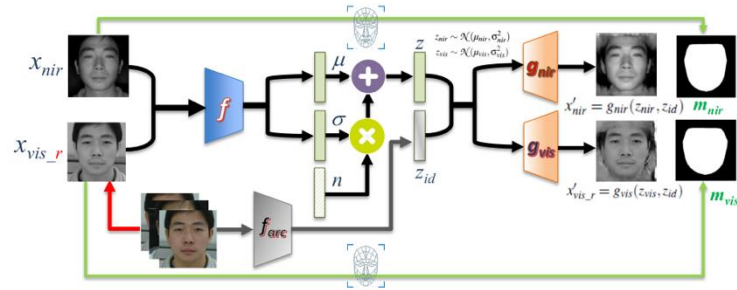 x_nir
x_vis_r
f
f_arc
μ
σ
n
z
z_id
z_nir ∼ N(μ_nir, σ²_nir)
z_vis ∼ N(μ_vis, σ²_vis)
g_nir
g_vis
x′_nir = g_nir(z_nir, z_id)
x′_vis_r = g_vis(z_vis, z_id)
m_nir
m_vis